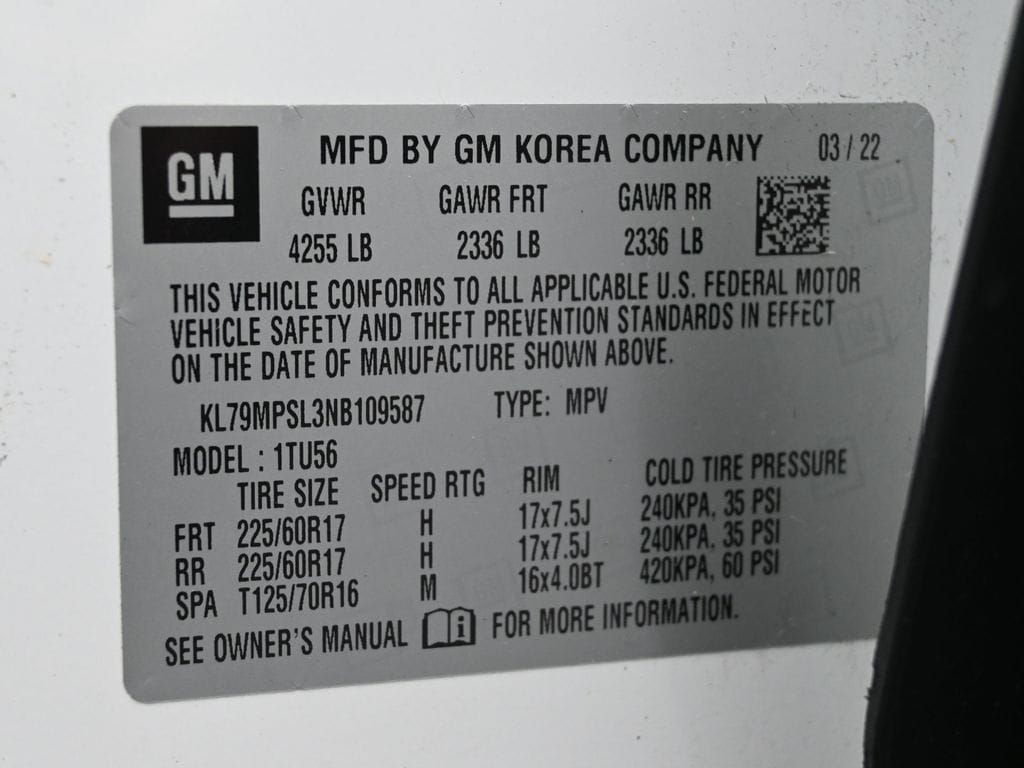 GM
MFD BY GM KOREA COMPANY 03 / 22
GVWR GAWR FRT GAWR RR
4255 LB 2336 LB 2336 LB
THIS VEHICLE CONFORMS TO ALL APPLICABLE U.S. FEDERAL MOTOR
VEHICLE SAFETY AND THEFT PREVENTION STANDARDS IN EFFECT
ON THE DATE OF MANUFACTURE SHOWN ABOVE.
KL79MPSL3NB109587 TYPE: MPV
MODEL : 1TU56
TIRE SIZE SPEED RTG RIM COLD TIRE PRESSURE
FRT 225/60R17 H 17x7.5J 240KPA, 35 PSI
RR 225/60R17 H 17x7.5J 240KPA, 35 PSI
SPA T125/70R16 M 16x4.0BT 420KPA, 60 PSI
SEE OWNER'S MANUAL i FOR MORE INFORMATION.